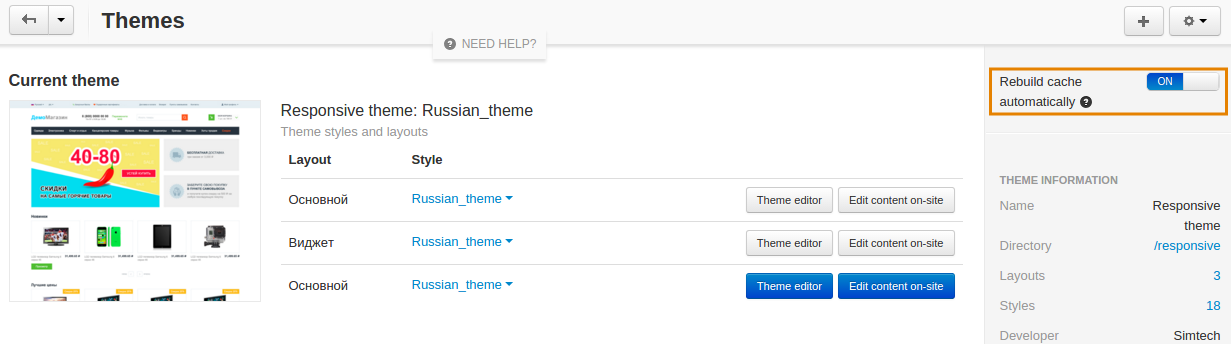 Themes
NEED HELP?
Current theme
Rebuild cache
automatically
ON
ДемоМагазин
40-80
СКИДКИ
НА САМЫЕ ГОРЯЧИЕ ТОВАРЫ
Новинки
Лучшие цены
Responsive theme: Russian_theme
Theme styles and layouts
Layout Style
Основной Russian_theme Theme editor Edit content on-site
Виджет Russian_theme Theme editor Edit content on-site
Основной Russian_theme Theme editor Edit content on-site
THEME INFORMATION
Name Responsive
theme
Directory /responsive
Layouts 3
Styles 18
Developer Simtech